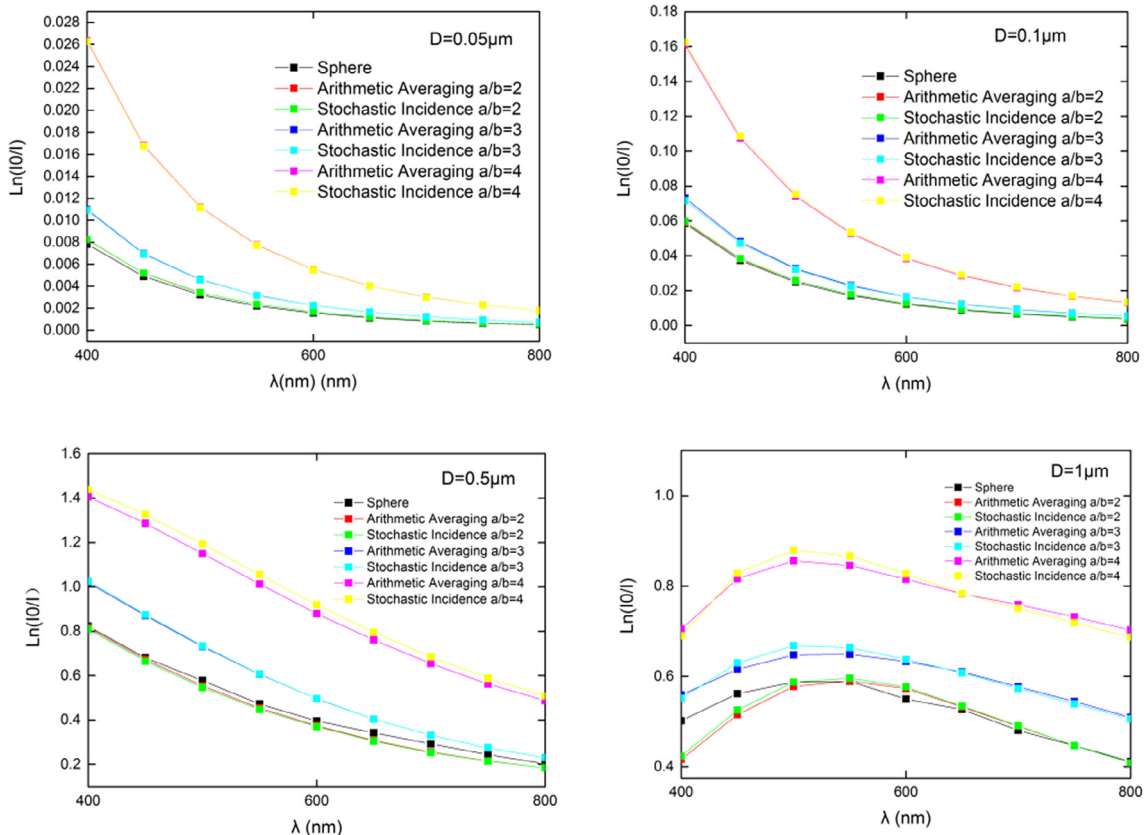 0.028
0.026
0.024
0.022
0.020
0.018
0.016
0.014
0.012
0.010
0.008
0.006
0.004
0.002
0.000
Ln(I0/I)
D=0.05μm
Sphere
Arithmetic Averaging a/b=2
Stochastic Incidence a/b=2
Arithmetic Averaging a/b=3
Stochastic Incidence a/b=3
Arithmetic Averaging a/b=4
Stochastic Incidence a/b=4
400 600 800
λ(nm) (nm)
0.18
0.16
0.14
0.12
0.10
0.08
0.06
0.04
0.02
0.00
Ln(I0/I)
D=0.1μm
Sphere
Arithmetic Averaging a/b=2
Stochastic Incidence a/b=2
Arithmetic Averaging a/b=3
Stochastic Incidence a/b=3
Arithmetic Averaging a/b=4
Stochastic Incidence a/b=4
400 600 800
λ (nm)
1.6
1.4
1.2
1.0
0.8
0.6
0.4
0.2
Ln(I0/I)
D=0.5μm
Sphere
Arithmetic Averaging a/b=2
Stochastic Incidence a/b=2
Arithmetic Averaging a/b=3
Stochastic Incidence a/b=3
Arithmetic Averaging a/b=4
Stochastic Incidence a/b=4
400 600 800
λ (nm)
1.0
0.8
0.6
0.4
Ln(I0/I)
D=1μm
Sphere
Arithmetic Averaging a/b=2
Stochastic Incidence a/b=2
Arithmetic Averaging a/b=3
Stochastic Incidence a/b=3
Arithmetic Averaging a/b=4
Stochastic Incidence a/b=4
400 600 800
λ (nm)